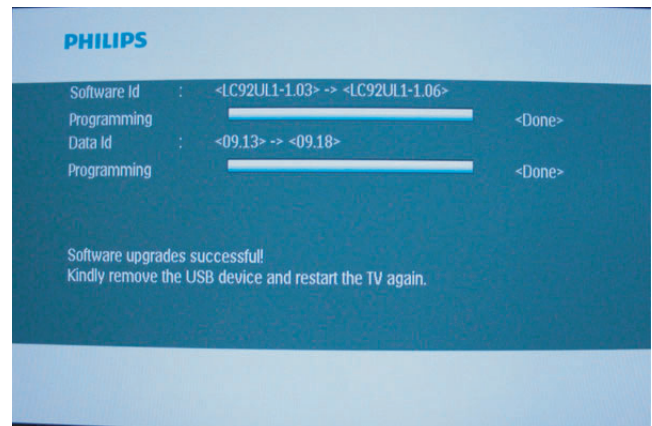 PHILIPS
Software Id : <LC92UL1-1.03> -> <LC92UL1-1.06>
Programming <Done>
Data Id : <09.13> -> <09.18>
Programming <Done>
Software upgrades successful!
Kindly remove the USB device and restart the TV again.